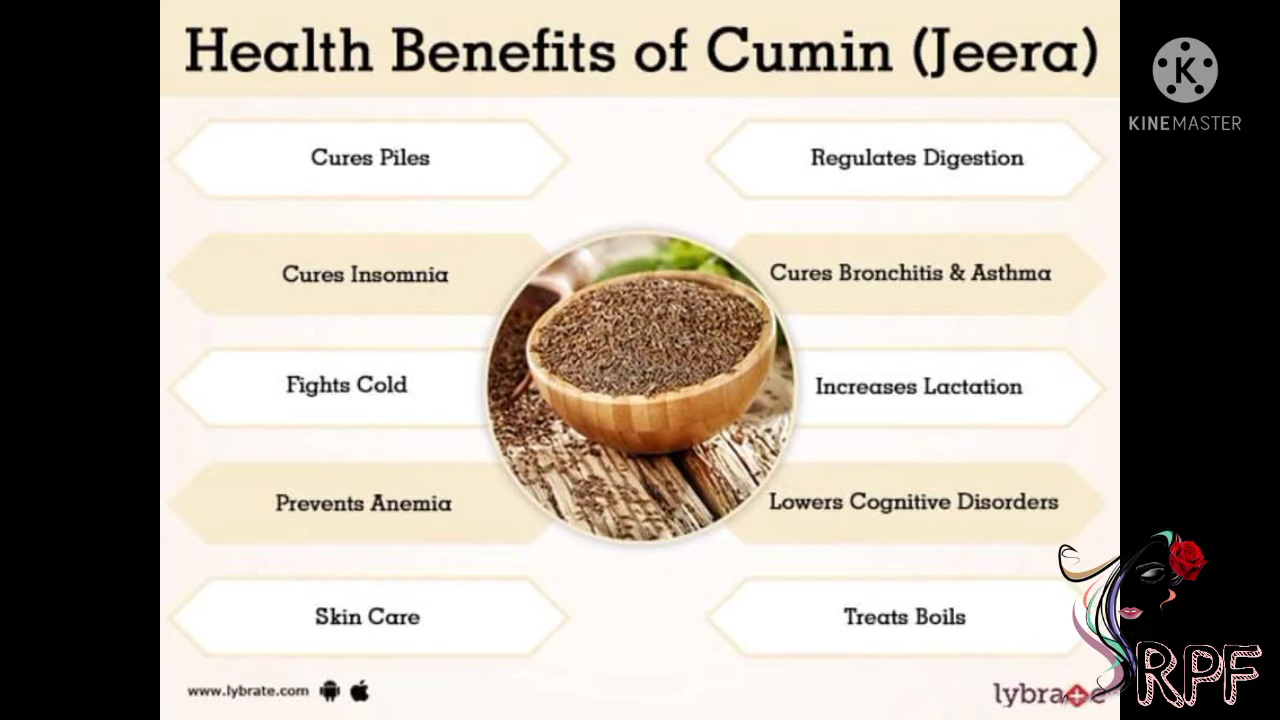 Health Benefits of Cumin (Jeera)
K
KINEMASTER
Cures Piles
Regulates Digestion
Cures Insomnia
Cures Bronchitis & Asthma
Fights Cold
Increases Lactation
Prevents Anemia
Lowers Cognitive Disorders
Skin Care
Treats Boils
www.lybrate.com
lybrate
RPF